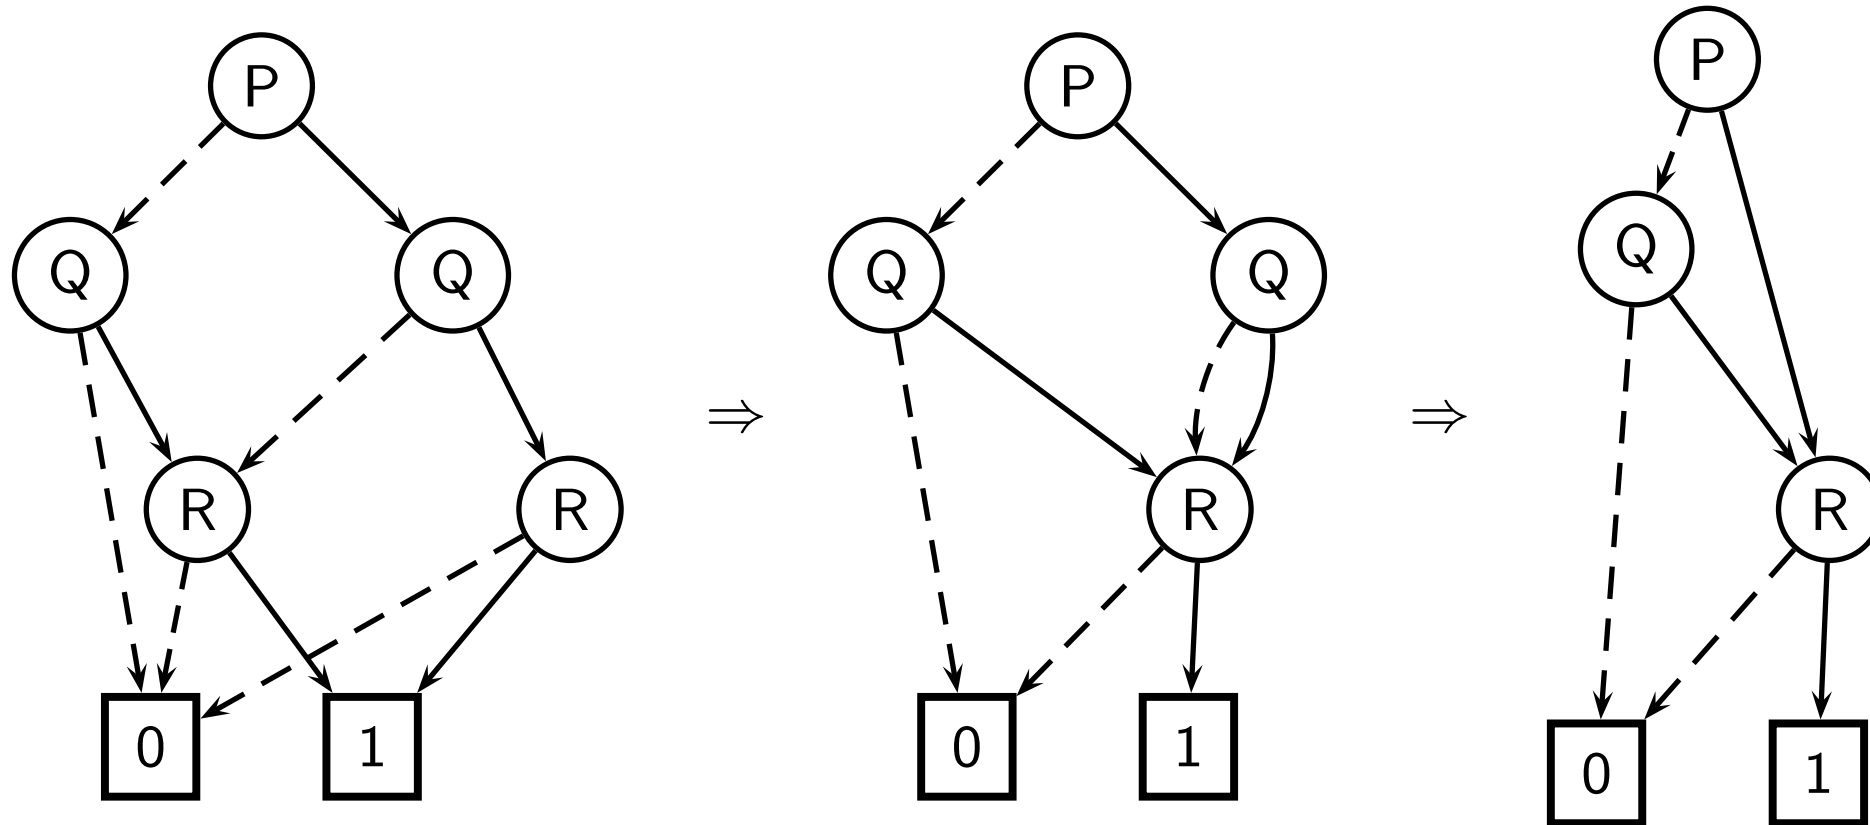 P P P
Q Q Q Q Q
⇒ ⇒
R R R R
0 1 0 1 0 1